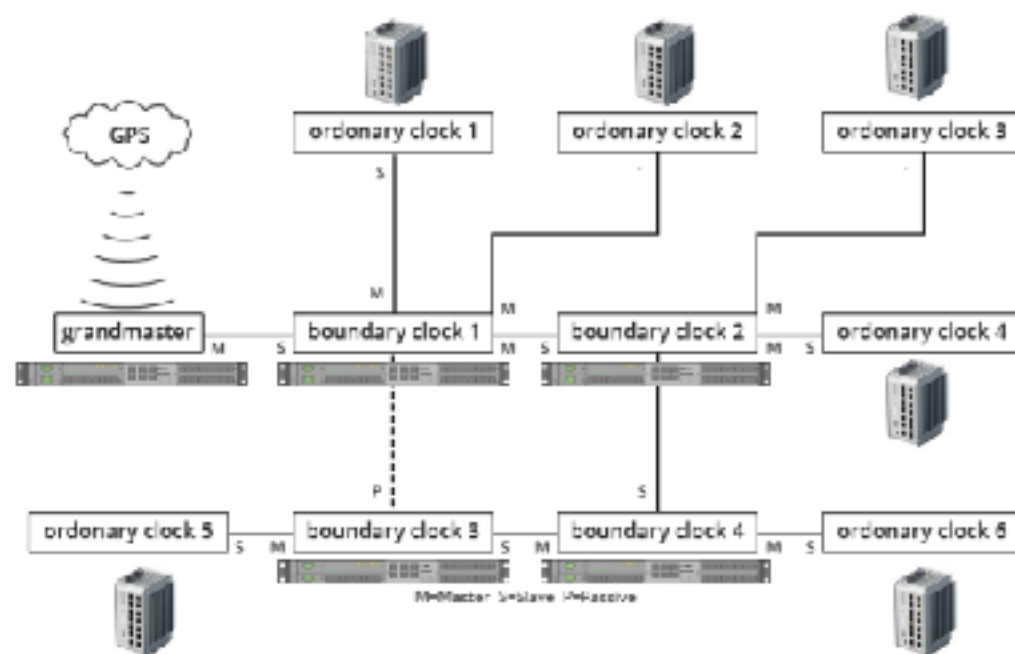 GPS
ordonary clock 1
ordonary clock 2
ordonary clock 3
S
M
M
grandmaster
M
S
boundary clock 1
M
S
boundary clock 2
M
M
S
ordonary clock 4
P
S
ordonary clock 5
S
M
boundary clock 3
S
M
boundary clock 4
M
S
ordonary clock 6
M=Master S=Slave P=Passive